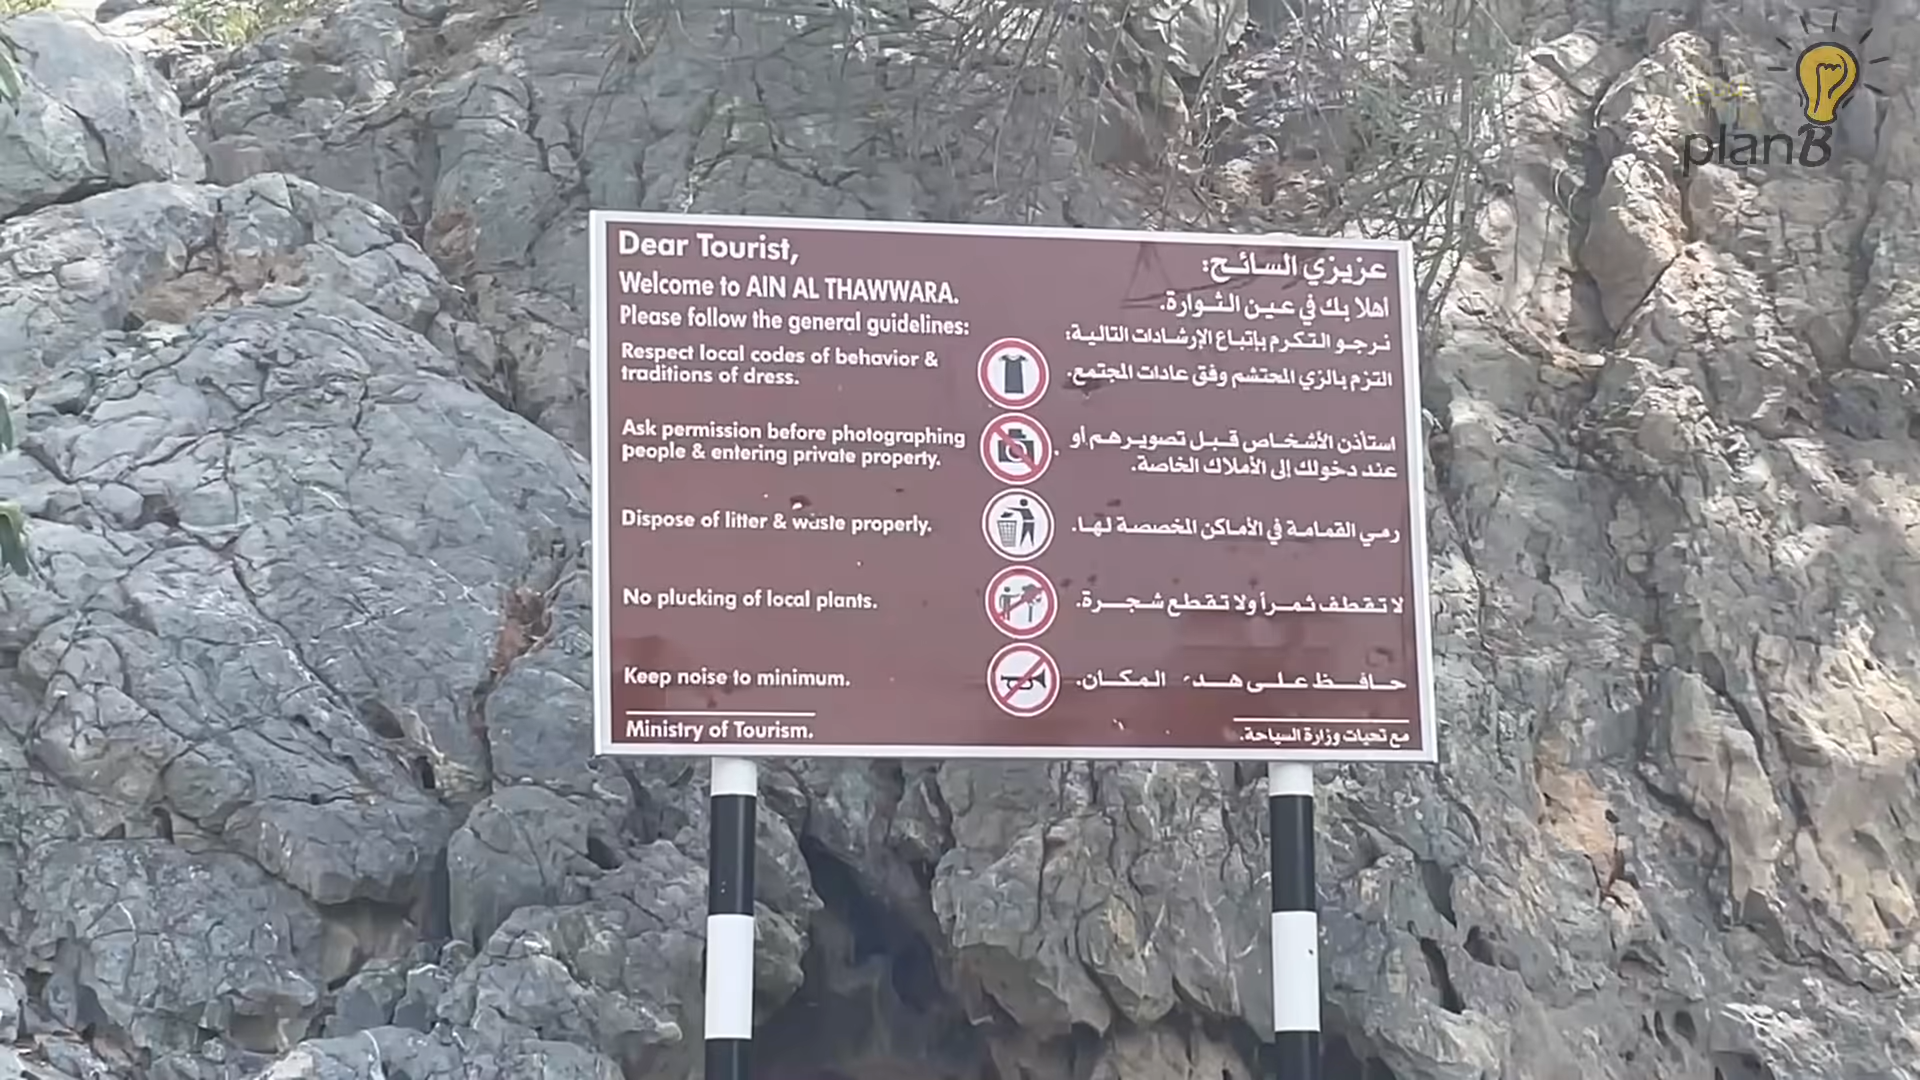 Dear Tourist,
Welcome to AIN AL THAWWARA.
Please follow the general guidelines:
Respect local codes of behavior &
traditions of dress.
Ask permission before photographing
people & entering private property.
Dispose of litter & waste properly.
No plucking of local plants.
Keep noise to minimum.
Ministry of Tourism.
عزيزي السائح:
اهلا بك في عين الثوارة.
نرجو التكرم بإتباع الإرشادات التالية:
التزم بالزي المحتشم وفق عادات المجتمع.
استأذن الأشخاص قبل تصويرهم أو
عند دخولك إلى الأملاك الخاصة.
رمي القمامة في الأماكن المخصصة لها.
لا تقطف ثمراً ولا تقطع شجرة.
حافظ على هدء المكان.
مع تحيات وزارة السياحة.
planB